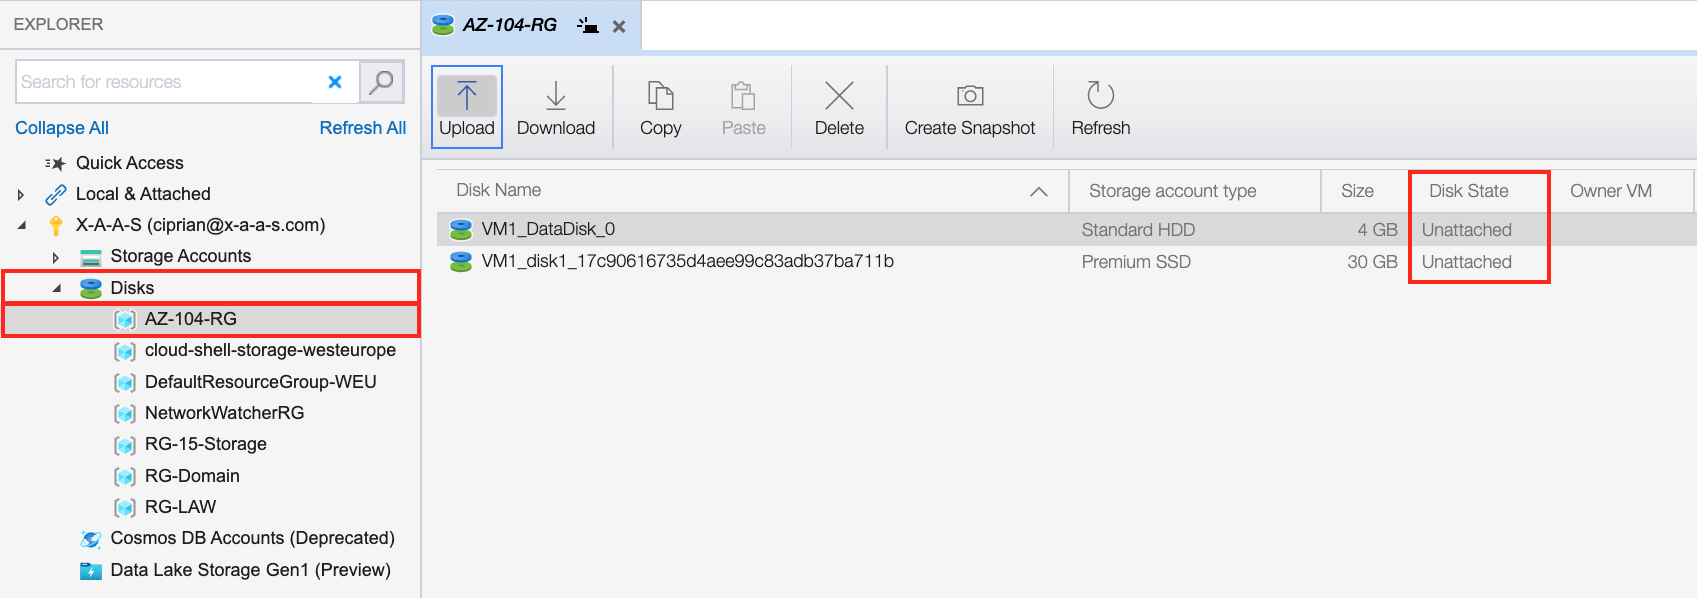 EXPLORER
Search for resources
Collapse All Refresh All
Quick Access
Local & Attached
X-A-A-S (ciprian@x-a-a-s.com)
Storage Accounts
Disks
AZ-104-RG
cloud-shell-storage-westeurope
DefaultResourceGroup-WEU
NetworkWatcherRG
RG-15-Storage
RG-Domain
RG-LAW
Cosmos DB Accounts (Deprecated)
Data Lake Storage Gen1 (Preview)
AZ-104-RG
Upload Download Copy Paste Delete Create Snapshot Refresh
Disk Name Storage account type Size Disk State Owner VM
VM1_DataDisk_0 Standard HDD 4 GB Unattached
VM1_disk1_17c90616735d4aee99c83adb37ba711b Premium SSD 30 GB Unattached